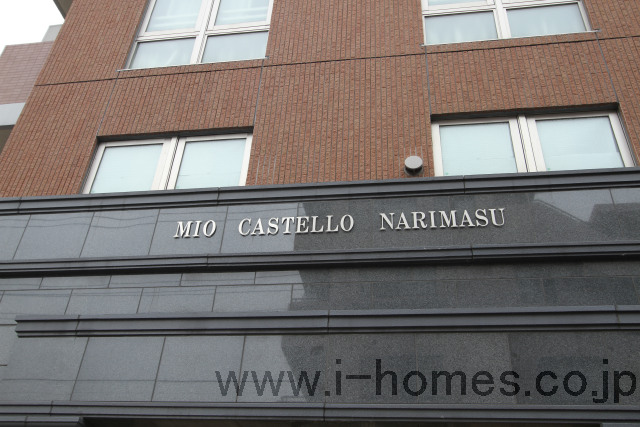 MIO CASTELLO NARIMASU
www.i-homes.co.jp